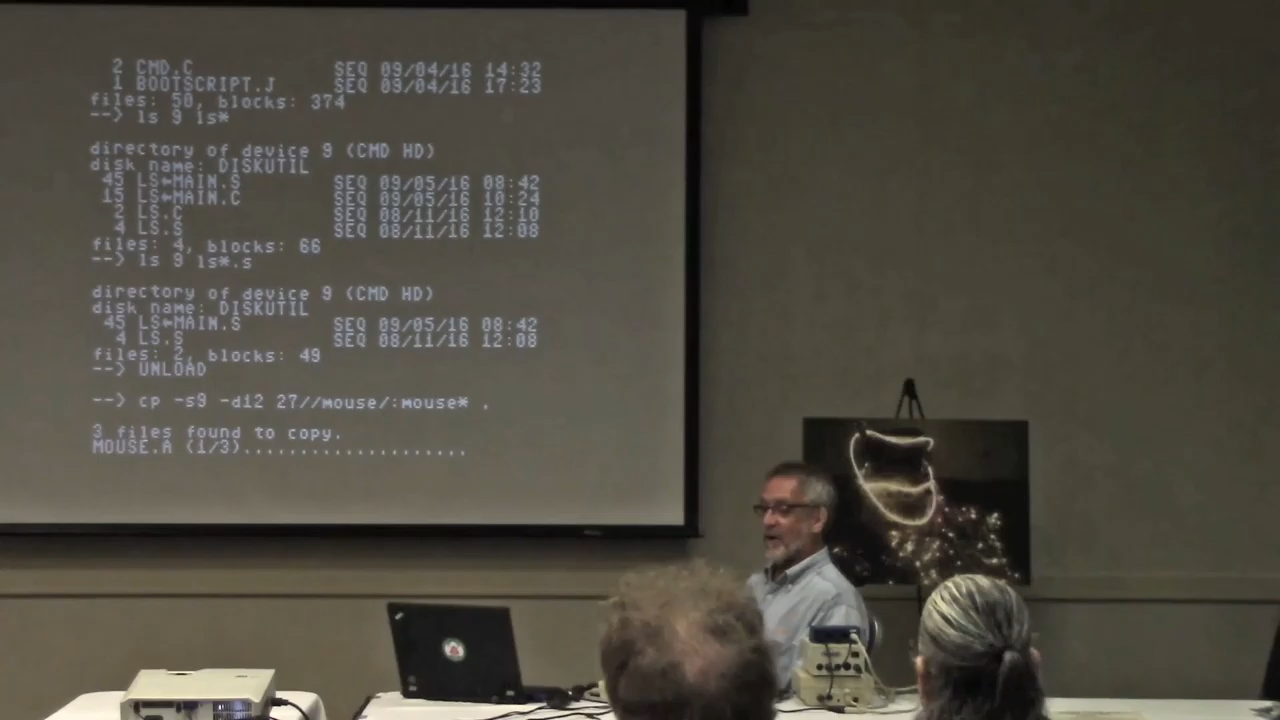 2 CMD.C SEQ 09/04/16 14:32
1 BOOTSCRIPT.J SEQ 09/04/16 17:23
files: 50, blocks: 374
--> ls 9 ls*
directory of device 9 (CMD HD)
disk name: DISKUTIL
45 LS←MAIN.S SEQ 09/05/16 08:42
15 LS←MAIN.C SEQ 09/05/16 10:24
2 LS.C SEQ 08/11/16 12:10
4 LS.S SEQ 08/11/16 12:08
files: 4, blocks: 66
--> ls 9 ls*.s
directory of device 9 (CMD HD)
disk name: DISKUTIL
45 LS←MAIN.S SEQ 09/05/16 08:42
4 LS.S SEQ 08/11/16 12:08
files: 2, blocks: 49
--> UNLOAD
--> cp -s9 -d12 27//mouse/:mouse* .
3 files found to copy.
MOUSE.A (1/3)....................